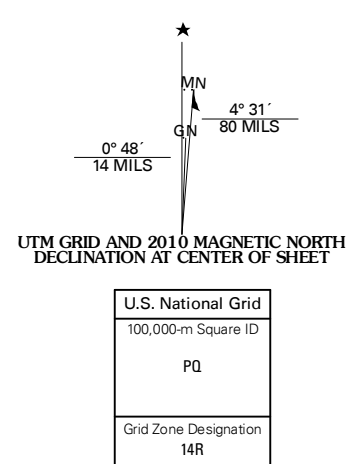 MN
4° 31´
80 MILS
GN
0° 48´
14 MILS
UTM GRID AND 2010 MAGNETIC NORTH
DECLINATION AT CENTER OF SHEET
U.S. National Grid
100,000-m Square ID
PQ
Grid Zone Designation
14R